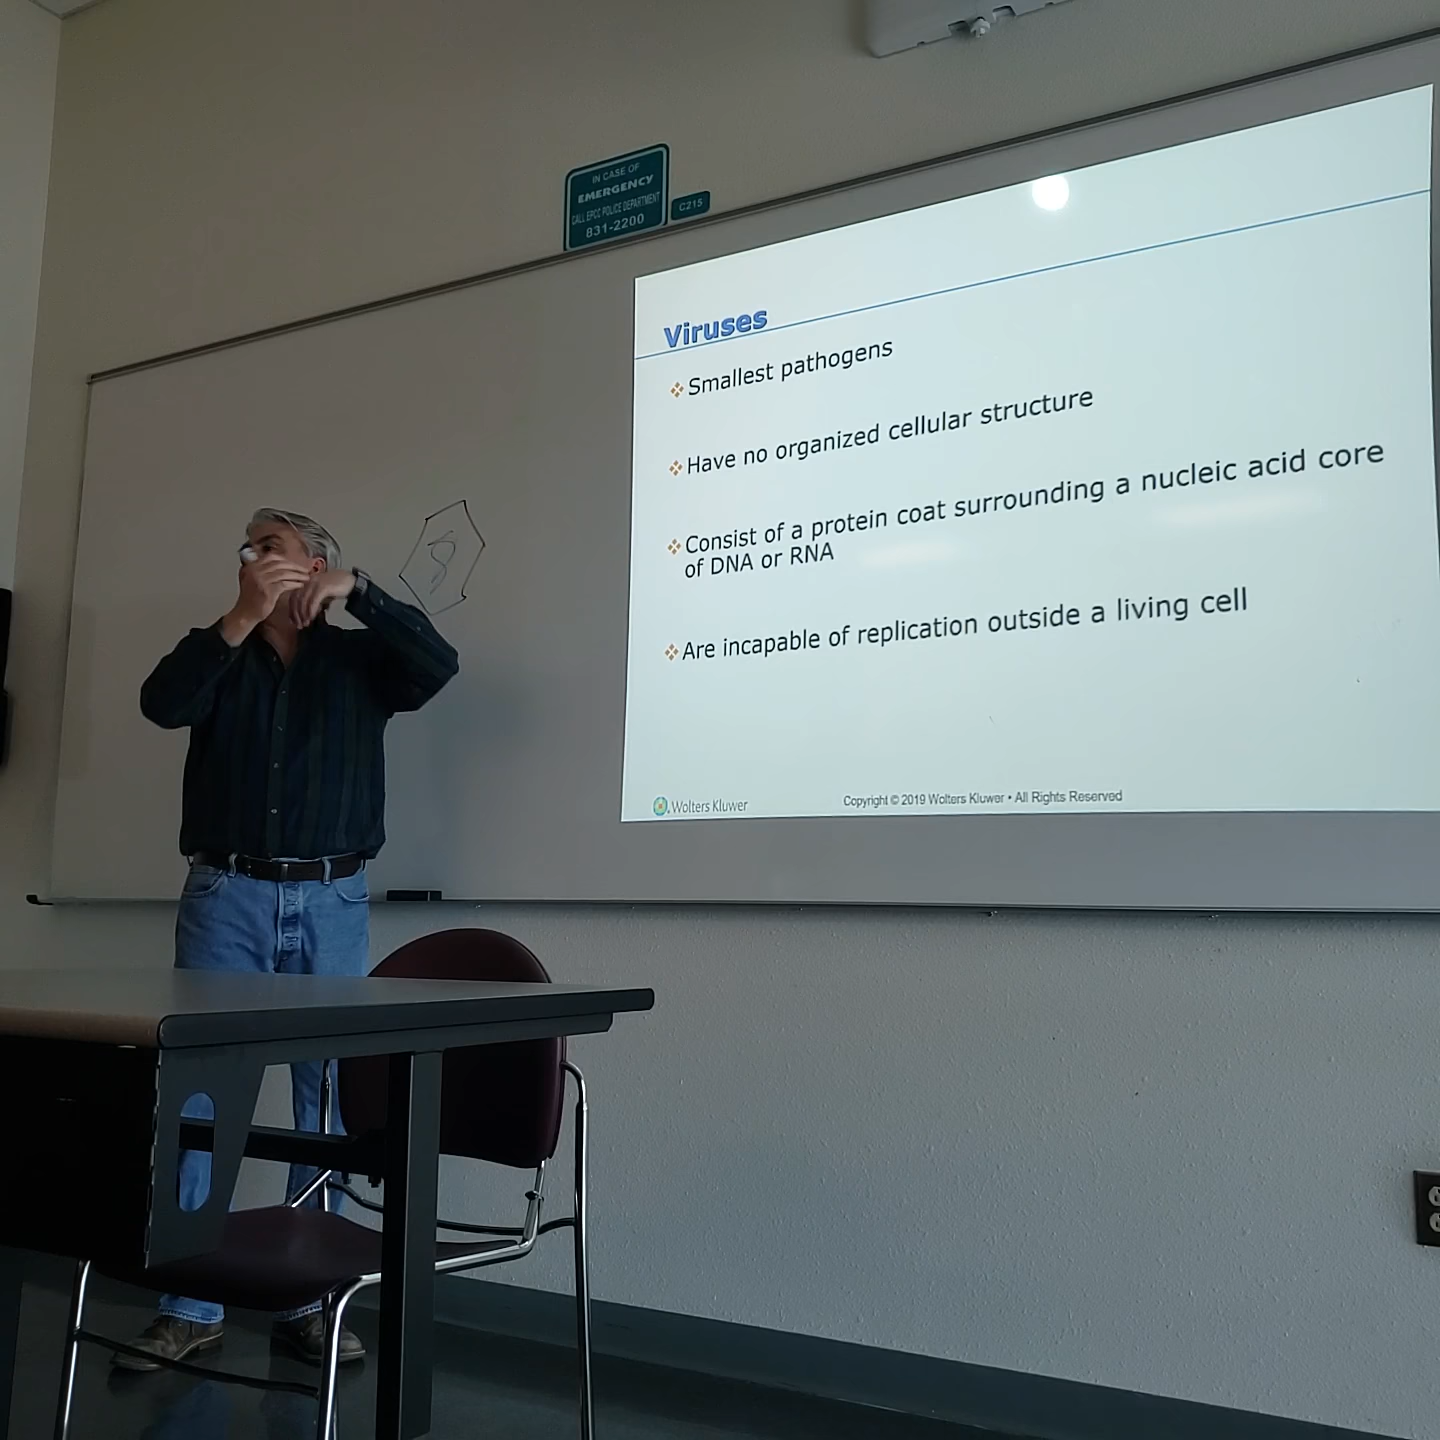 IN CASE OF
EMERGENCY
CALL EPCC POLICE DEPARTMENT
831-2200
C215
Viruses
❖ Smallest pathogens
❖ Have no organized cellular structure
❖ Consist of a protein coat surrounding a nucleic acid core
of DNA or RNA
❖ Are incapable of replication outside a living cell
Wolters Kluwer
Copyright © 2019 Wolters Kluwer • All Rights Reserved